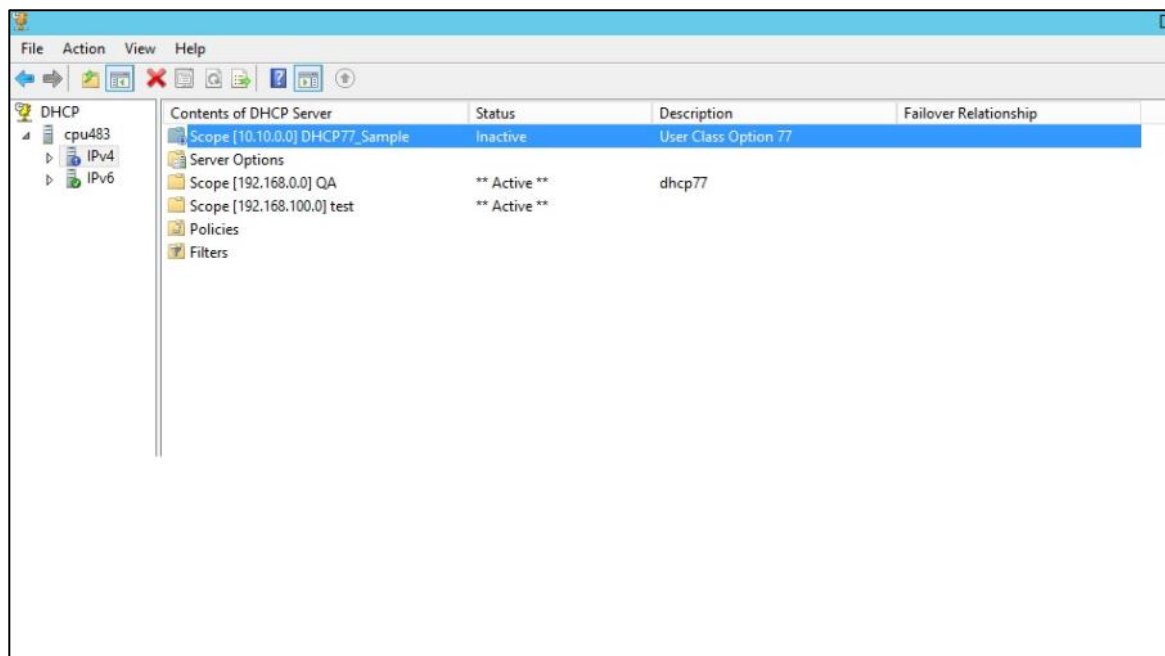 File Action View Help
DHCP
cpu483
IPv4
IPv6
Contents of DHCP Server Status Description Failover Relationship
Scope [10.10.0.0] DHCP77_Sample Inactive User Class Option 77
Server Options
Scope [192.168.0.0] QA ** Active ** dhcp77
Scope [192.168.100.0] test ** Active **
Policies
Filters